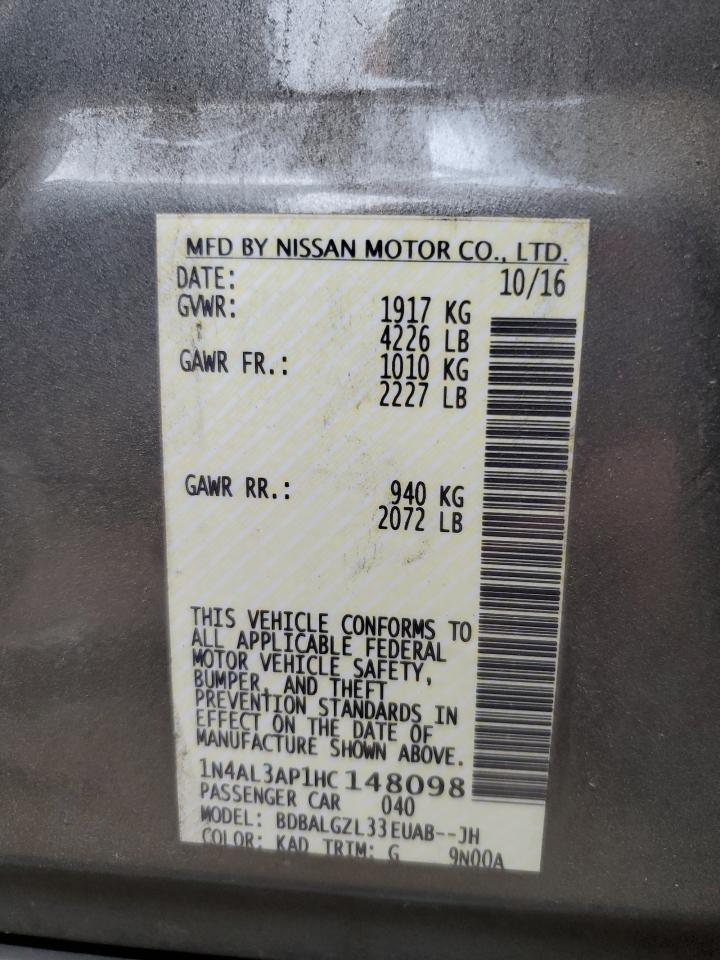 MFD BY NISSAN MOTOR CO., LTD.
DATE: 10/16
GVWR: 1917 KG
4226 LB
GAWR FR.: 1010 KG
2227 LB
GAWR RR.: 940 KG
2072 LB
THIS VEHICLE CONFORMS TO
ALL APPLICABLE FEDERAL
MOTOR VEHICLE SAFETY,
BUMPER, AND THEFT
PREVENTION STANDARDS IN
EFFECT ON THE DATE OF
MANUFACTURE SHOWN ABOVE.
1N4AL3AP1HC148098
PASSENGER CAR 040
MODEL: BDBALGZL33EUAB--JH
COLOR: KAD TRIM: G 9N00A